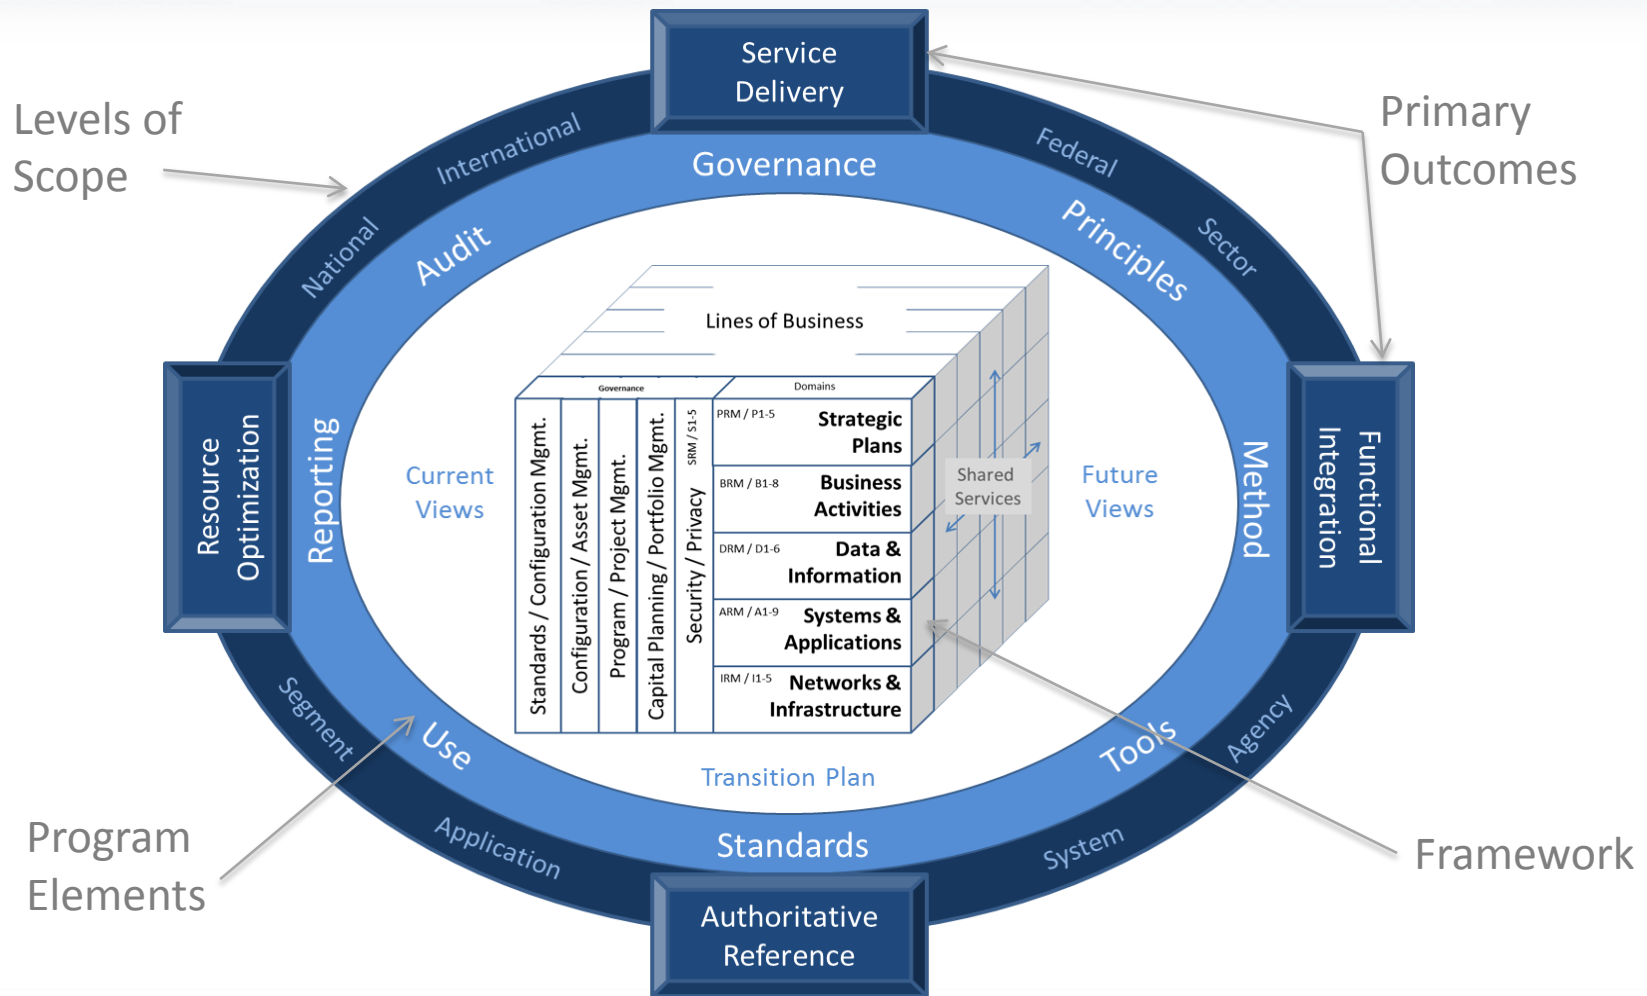 Service
Delivery
Levels of
Scope
Primary
Outcomes
International
Federal
National
Sector
Governance
Audit
Principles
Reporting
Method
Use
Tools
Standards
Resource
Optimization
Functional
Integration
Lines of Business
Governance
Domains
Standards / Configuration Mgmt.
Configuration / Asset Mgmt.
Program / Project Mgmt.
Capital Planning / Portfolio Mgmt.
Security / Privacy
SRM / S1-5
PRM / P1-5
Strategic
Plans
BRM / B1-8
Business
Activities
DRM / D1-6
Data &
Information
ARM / A1-9
Systems &
Applications
IRM / I1-5
Networks &
Infrastructure
Shared
Services
Current
Views
Future
Views
Transition Plan
Segment
Agency
Application
System
Program
Elements
Framework
Authoritative
Reference